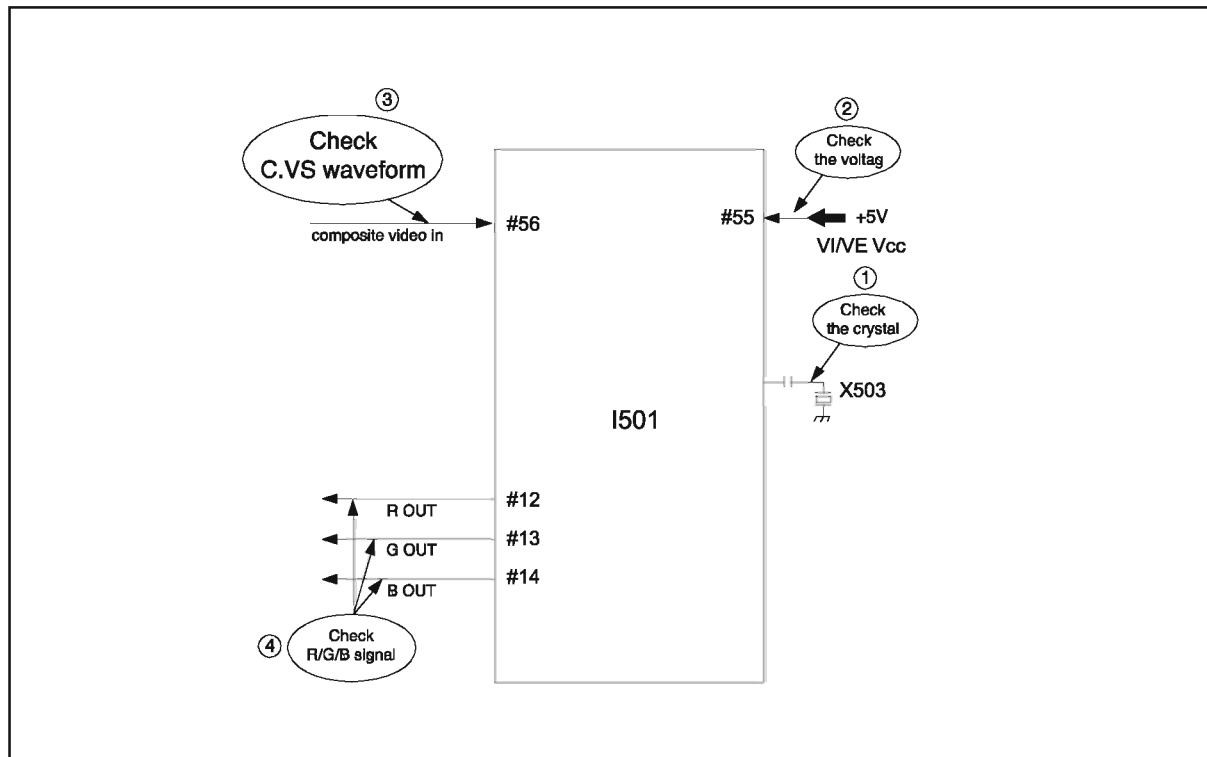 ③
Check
C.VS waveform
②
Check
the voltag
#56
#55
+5V
composite video in
VI/VE Vcc
①
Check
the crystal
X503
I501
#12
R OUT
#13
G OUT
#14
B OUT
④
Check
R/G/B signal